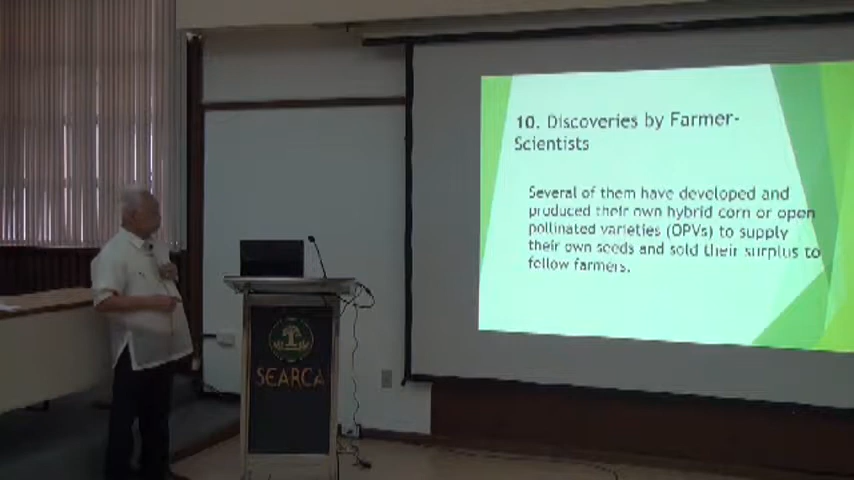 10. Discoveries by Farmer-
Scientists
Several of them have developed and
produced their own hybrid corn or open
pollinated varieties (OPVs) to supply
their own seeds and sold their surplus to
fellow farmers.
SEARCA